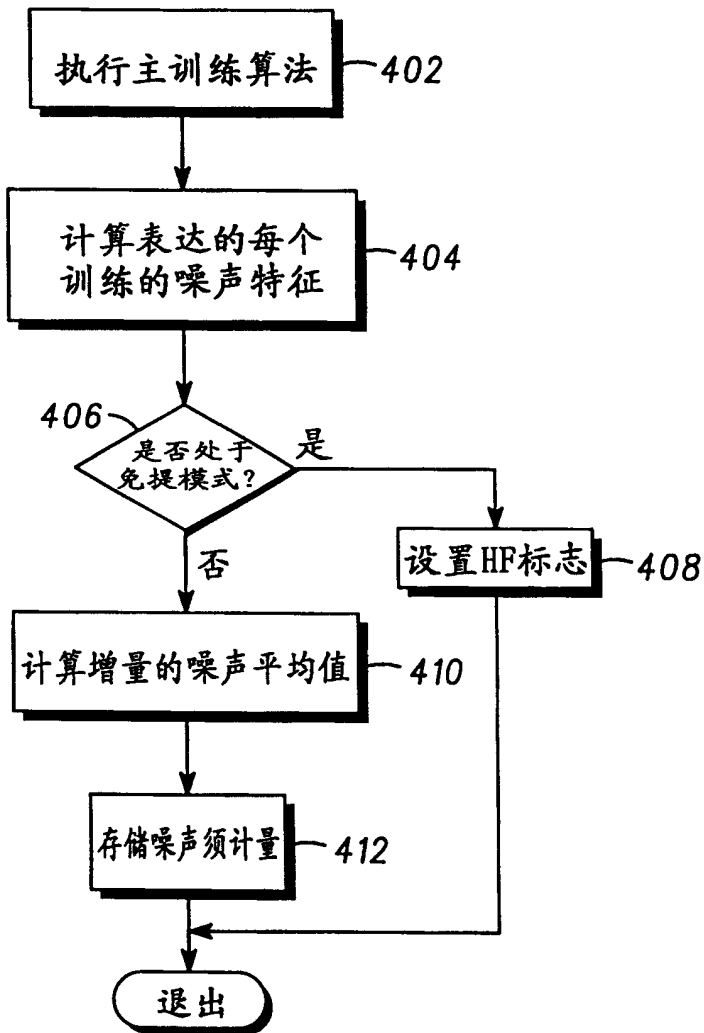 执行主训练算法
402
计算表达的每个
训练的噪声特征
404
406
是否处于
免提模式?
是
否
设置HF标志
408
计算增量的噪声平均值
410
存储噪声须计量
412
退出